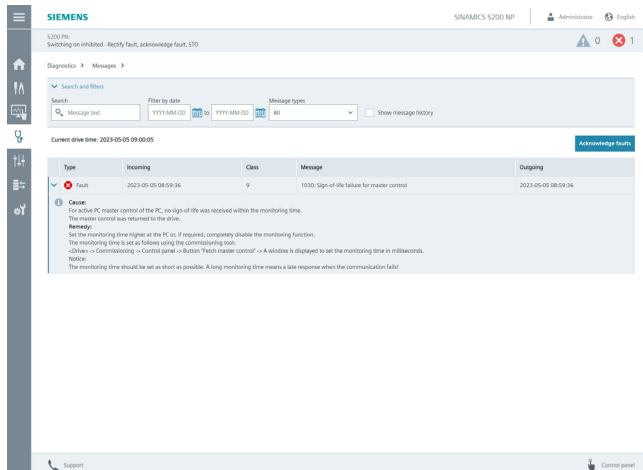 SIEMENS
SINAMICS S200 NP
Administrator
English
S200 PN:
Switching on inhibited - Rectify fault, acknowledge fault, STO
0
1
Diagnostics > Messages >
Search and filters
Search
Filter by date
Message types
Message text
YYYY-MM-DD
to
YYYY-MM-DD
All
Show message history
Current drive time: 2023-05-05 09:00:05
Acknowledge faults
Type Incoming Class Message Outgoing
Fault 2023-05-05 08:59:36 9 1030: Sign-of-life failure for master control 2023-05-05 08:59:36
Cause:
For active PC master control of the PC, no sign-of-life was received within the monitoring time.
The master control was returned to the drive.
Remedy:
Set the monitoring time higher at the PC or, if required, completely disable the monitoring function.
The monitoring time is set as follows using the commissioning tool:
<Drive> -> Commissioning -> Control panel -> Button "Fetch master control" -> A window is displayed to set the monitoring time in milliseconds.
Notice:
The monitoring time should be set as short as possible. A long monitoring time means a late response when the communication fails!
Support
Control panel